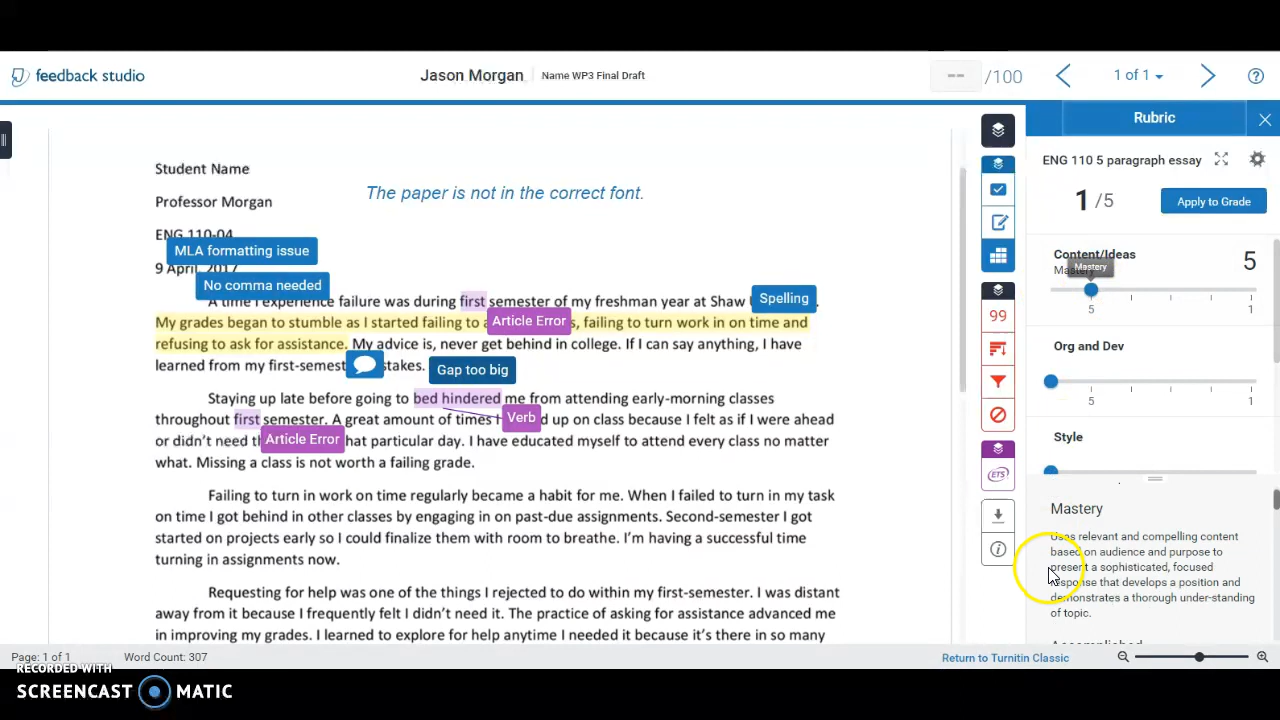 feedback studio
Jason Morgan
Name WP3 Final Draft
-- /100
1 of 1
?
Student Name
The paper is not in the correct font.
Professor Morgan
ENG 110-04
MLA formatting issue
9 April, 2017
No comma needed
A time I experience failure was during first semester of my freshman year at Shaw
Spelling
My grades began to stumble as I started failing to
Article Error
failing to turn work in on time and
refusing to ask for assistance. My advice is, never get behind in college. If I can say anything, I have
learned from my
Gap too big
Staying up late before going to bed hindered me from attending early-morning classes
throughout first semester. A great amount of times
Verb
up on class because I felt as if I were ahead
or didn't need
Article Error
that particular day. I have educated myself to attend every class no matter
what. Missing a class is not worth a failing grade.
Failing to turn in work on time regularly became a habit for me. When I failed to turn in my task
on time I got behind in other classes by engaging in on past-due assignments. Second-semester I got
started on projects early so I could finalize them with room to breathe. I'm having a successful time
turning in assignments now.
Requesting for help was one of the things I rejected to do within my first-semester. I was distant
away from it because I frequently felt I didn't need it. The practice of asking for assistance advanced me
in improving my grades. I learned to explore for help anytime I needed it because it's there in so many
99
ETS
i
Rubric
ENG 110 5 paragraph essay
1 /5
Apply to Grade
Content/Ideas
5
Mastery
5
1
Org and Dev
5
1
Style
Mastery
Uses relevant and compelling content
based on audience and purpose to
present a sophisticated, focused
response that develops a position and
demonstrates a thorough under-standing
of topic.
Page: 1 of 1
Word Count: 307
Return to Turnitin Classic
RECORDED WITH
SCREENCAST MATIC